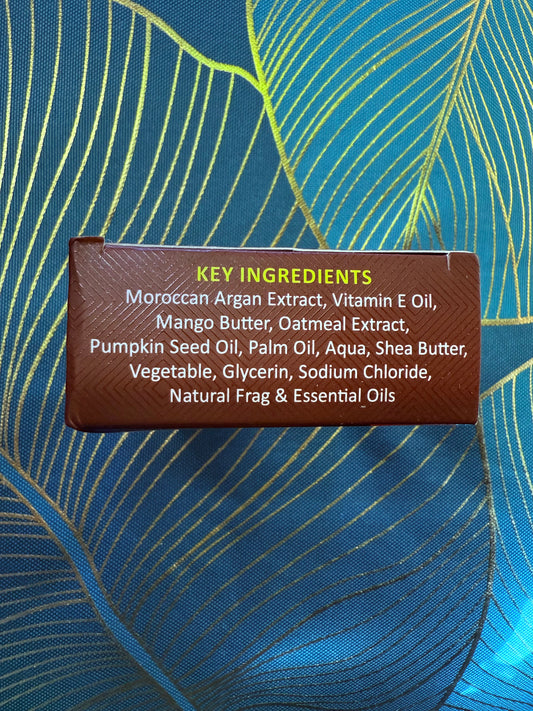 KEY INGREDIENTS
Moroccan Argan Extract, Vitamin E Oil,
Mango Butter, Oatmeal Extract,
Pumpkin Seed Oil, Palm Oil, Aqua, Shea Butter,
Vegetable, Glycerin, Sodium Chloride,
Natural Frag & Essential Oils